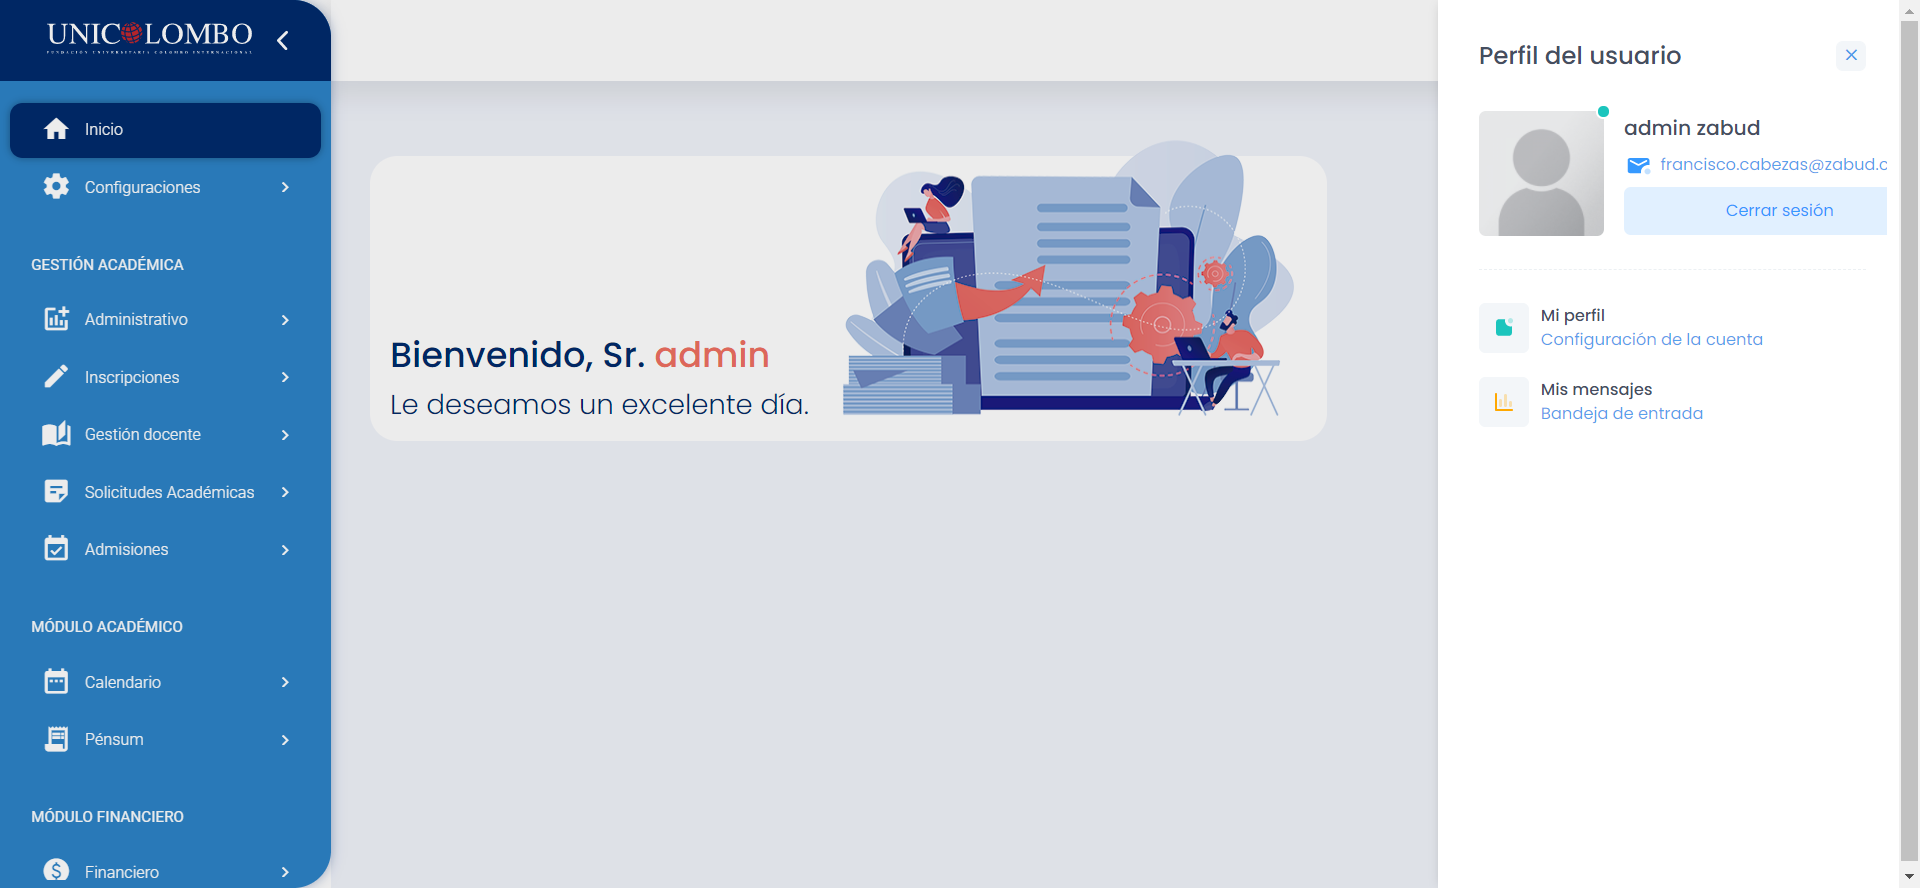 UNICOLOMBO
FUNDACIÓN UNIVERSITARIA COLOMBO INTERNACIONAL
Inicio
Configuraciones
GESTIÓN ACADÉMICA
Administrativo
Inscripciones
Gestión docente
Solicitudes Académicas
Admisiones
MÓDULO ACADÉMICO
Calendario
Pénsum
MÓDULO FINANCIERO
Financiero
Bienvenido, Sr. admin
Le deseamos un excelente día.
Perfil del usuario
admin zabud
francisco.cabezas@zabud.c
Cerrar sesión
Mi perfil
Configuración de la cuenta
Mis mensajes
Bandeja de entrada